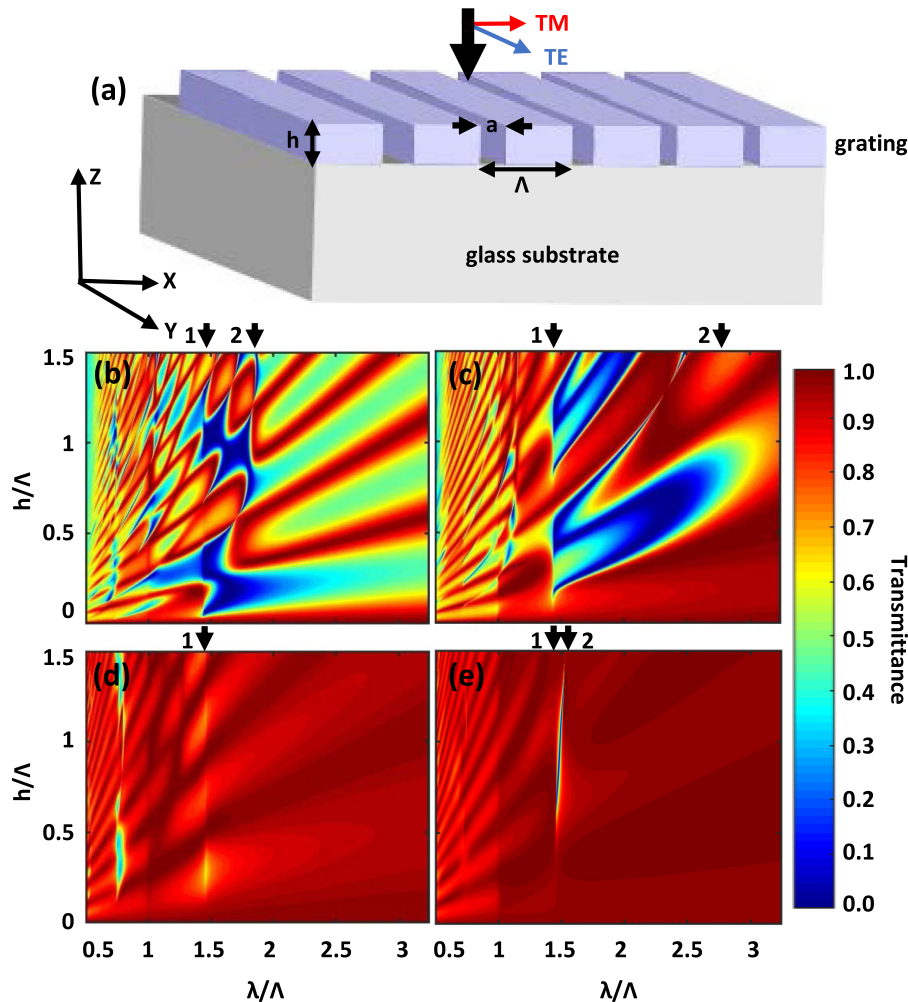 TM
TE
(a)
a
h
grating
Λ
Z
glass substrate
X
Y
1 2
1 2
(b)
(c)
1.5
1
0.5
0
h/Λ
1
1 2
(d)
(e)
1.5
1
0.5
0
h/Λ
0.5 1 1.5 2 2.5 3
0.5 1 1.5 2 2.5 3
λ/Λ
λ/Λ
1.0
0.9
0.8
0.7
0.6
0.5
0.4
0.3
0.2
0.1
0.0
Transmittance